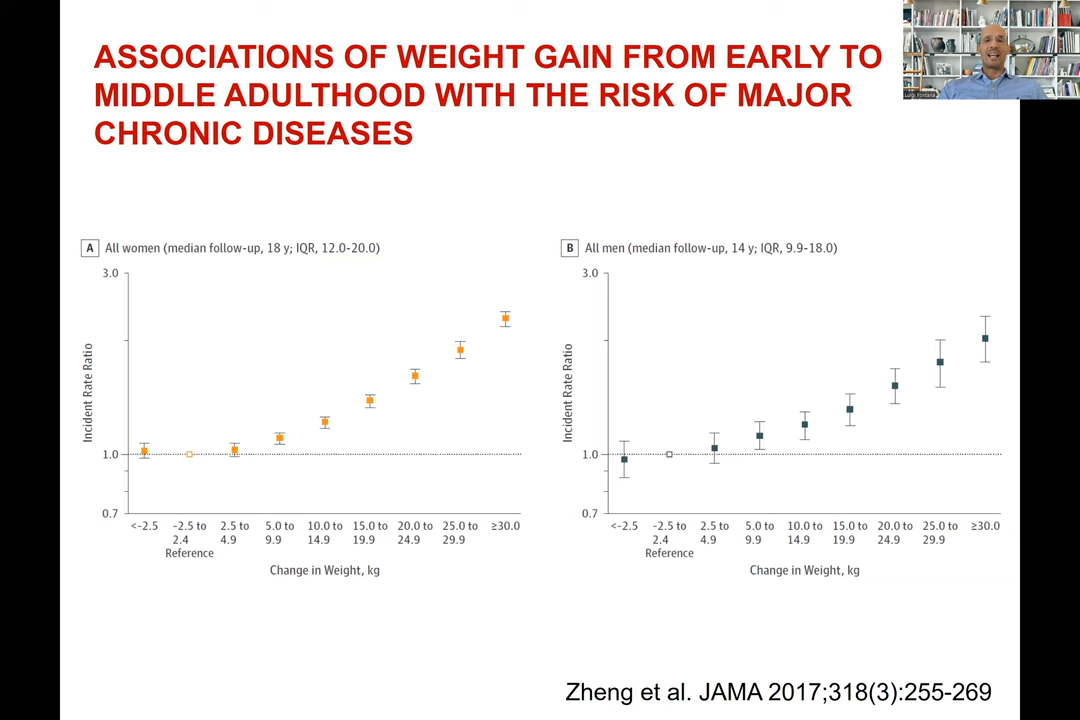 ASSOCIATIONS OF WEIGHT GAIN FROM EARLY TO
MIDDLE ADULTHOOD WITH THE RISK OF MAJOR
CHRONIC DISEASES
Luigi Fontana
A All women (median follow-up, 18 y; IQR, 12.0-20.0)
3.0
1.0
0.7
Incident Rate Ratio
<-2.5
-2.5 to 2.4 Reference
2.5 to 4.9
5.0 to 9.9
10.0 to 14.9
15.0 to 19.9
20.0 to 24.9
25.0 to 29.9
≥30.0
Change in Weight, kg
B All men (median follow-up, 14 y; IQR, 9.9-18.0)
3.0
1.0
0.7
Incident Rate Ratio
<-2.5
-2.5 to 2.4 Reference
2.5 to 4.9
5.0 to 9.9
10.0 to 14.9
15.0 to 19.9
20.0 to 24.9
25.0 to 29.9
≥30.0
Change in Weight, kg
Zheng et al. JAMA 2017;318(3):255-269